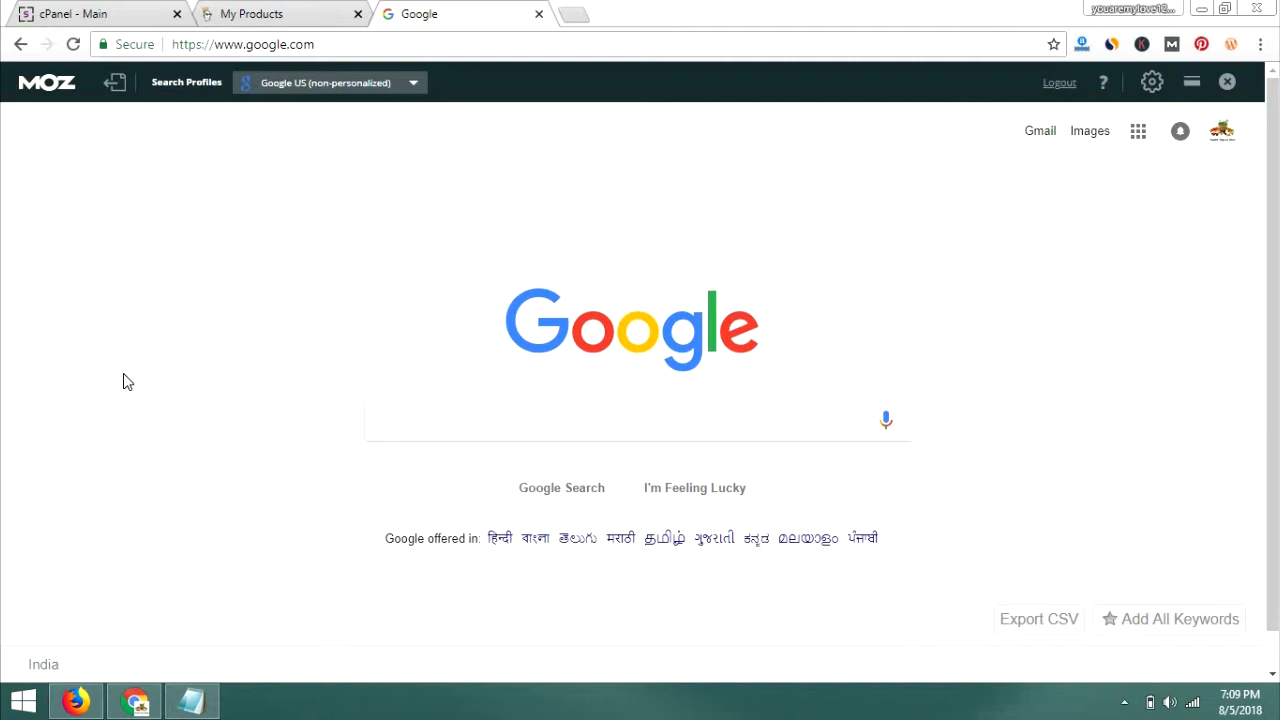 cPanel - Main
My Products
Google
youaremylove12...
Secure
https://www.google.com
MOZ
Search Profiles
Google US (non-personalized)
Logout
?
Gmail
Images
Google
Google Search
I'm Feeling Lucky
Google offered in: हिन्दी বাংলা తెలుగు मराठी தமிழ் ગુજરાતી ಕನ್ನಡ മലയാളം ਪੰਜਾਬੀ
Export CSV
Add All Keywords
India
7:09 PM
8/5/2018